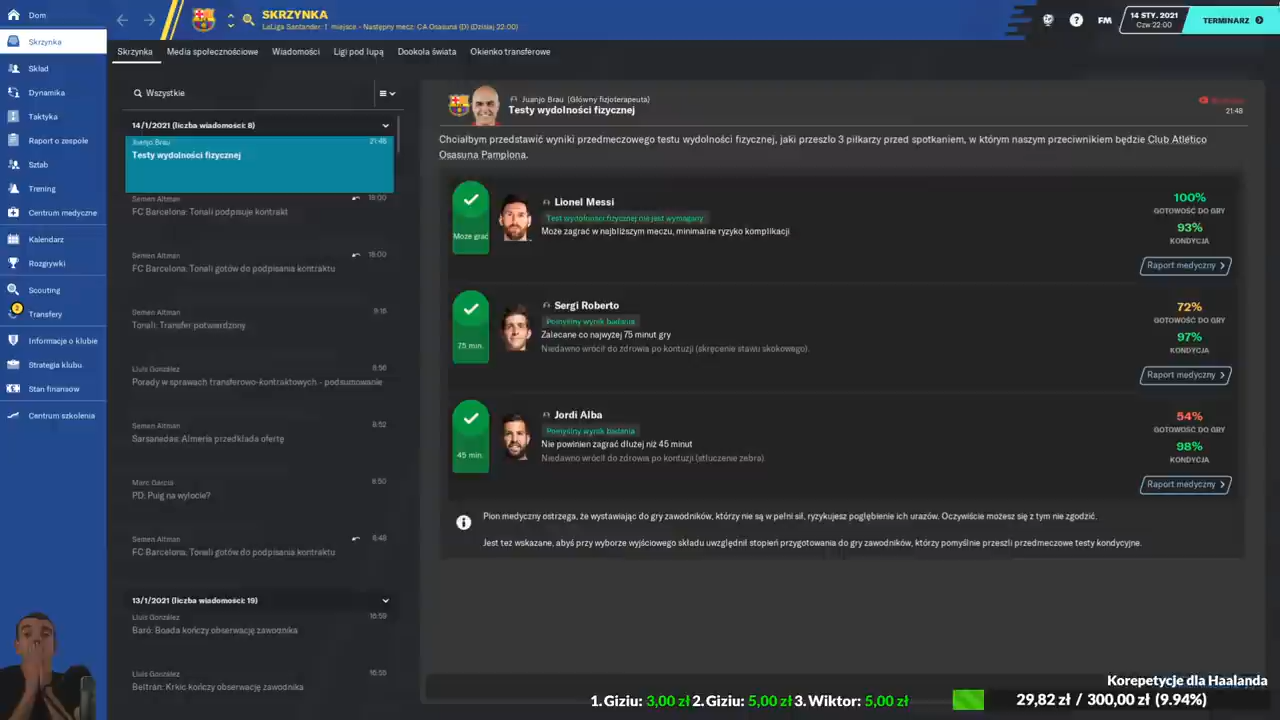 Dom
Skrzynka
Skład
Dynamika
Taktyka
Raport o zespole
Sztab
Trening
Centrum medyczne
Kalendarz
Rozgrywki
Scouting
Transfery
Informacje o klubie
Strategia klubu
Stan finansów
Centrum szkolenia
SKRZYNKA
LaLiga Santander: 1. miejsce - Następny mecz: CA Osasuna (D) (Dzisiaj 22:00)
FM
14 STY. 2021
Czw 22:00
TERMINARZ
Skrzynka Media społecznościowe Wiadomości Ligi pod lupą Dookoła świata Okienko transferowe
Wszystkie
14/1/2021 (liczba wiadomości: 8)
Juanjo Brau 21:48
Testy wydolności fizycznej
Semen Altman 18:00
FC Barcelona: Tonali podpisuje kontrakt
Semen Altman 18:00
FC Barcelona: Tonali gotów do podpisania kontraktu
Semen Altman 9:16
Tonali: Transfer potwierdzony
Lluís González 8:56
Porady w sprawach transferowo-kontraktowych - podsumowanie
Semen Altman 8:52
Sarsanedas: Almería przedkłada ofertę
Marc García 8:50
PD: Puig na wylocie?
Semen Altman 8:48
FC Barcelona: Tonali gotów do podpisania kontraktu
13/1/2021 (liczba wiadomości: 19)
Lluís González 16:59
Baró: Boada kończy obserwację zawodnika
Lluís González 16:59
Beltrán: Krkic kończy obserwację zawodnika
Juanjo Brau (Główny fizjoterapeuta)
Testy wydolności fizycznej
21:48
Chciałbym przedstawić wyniki przedmeczowego testu wydolności fizycznej, jaki przeszło 3 piłkarzy przed spotkaniem, w którym naszym przeciwnikiem będzie Club Atlético
Osasuna Pamplona.
Może grać
Lionel Messi
Test wydolności fizycznej nie jest wymagany
Może zagrać w najbliższym meczu, minimalne ryzyko komplikacji
100%
GOTOWOŚĆ DO GRY
93%
KONDYCJA
Raport medyczny
75 min.
Sergi Roberto
Pomyślny wynik badania
Zalecane co najwyżej 75 minut gry
Niedawno wrócił do zdrowia po kontuzji (skręcenie stawu skokowego).
72%
GOTOWOŚĆ DO GRY
97%
KONDYCJA
Raport medyczny
45 min.
Jordi Alba
Pomyślny wynik badania
Nie powinien zagrać dłużej niż 45 minut
Niedawno wrócił do zdrowia po kontuzji (stłuczenie żebra)
54%
GOTOWOŚĆ DO GRY
98%
KONDYCJA
Raport medyczny
Pion medyczny ostrzega, że wystawiając do gry zawodników, którzy nie są w pełni sił, ryzykujesz pogłębienie ich urazów. Oczywiście możesz się z tym nie zgodzić.
Jest też wskazane, abyś przy wyborze wyjściowego składu uwzględnił stopień przygotowania do gry zawodników, którzy pomyślnie przeszli przedmeczowe testy kondycyjne.
Korepetycje dla Haalanda
1. Giziu: 3,00 zł 2. Giziu: 5,00 zł 3. Wiktor: 5,00 zł
29,82 zł / 300,00 zł (9.94%)